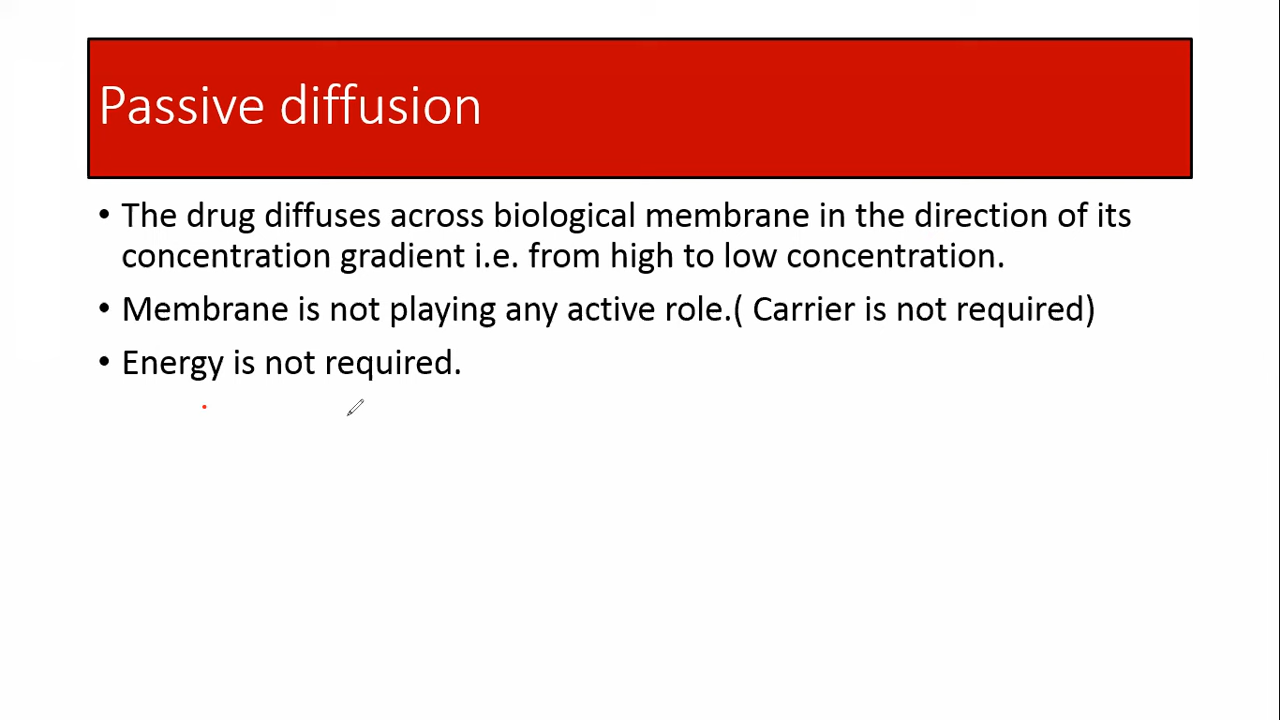 Passive diffusion
• The drug diffuses across biological membrane in the direction of its
concentration gradient i.e. from high to low concentration.
• Membrane is not playing any active role.( Carrier is not required)
• Energy is not required.